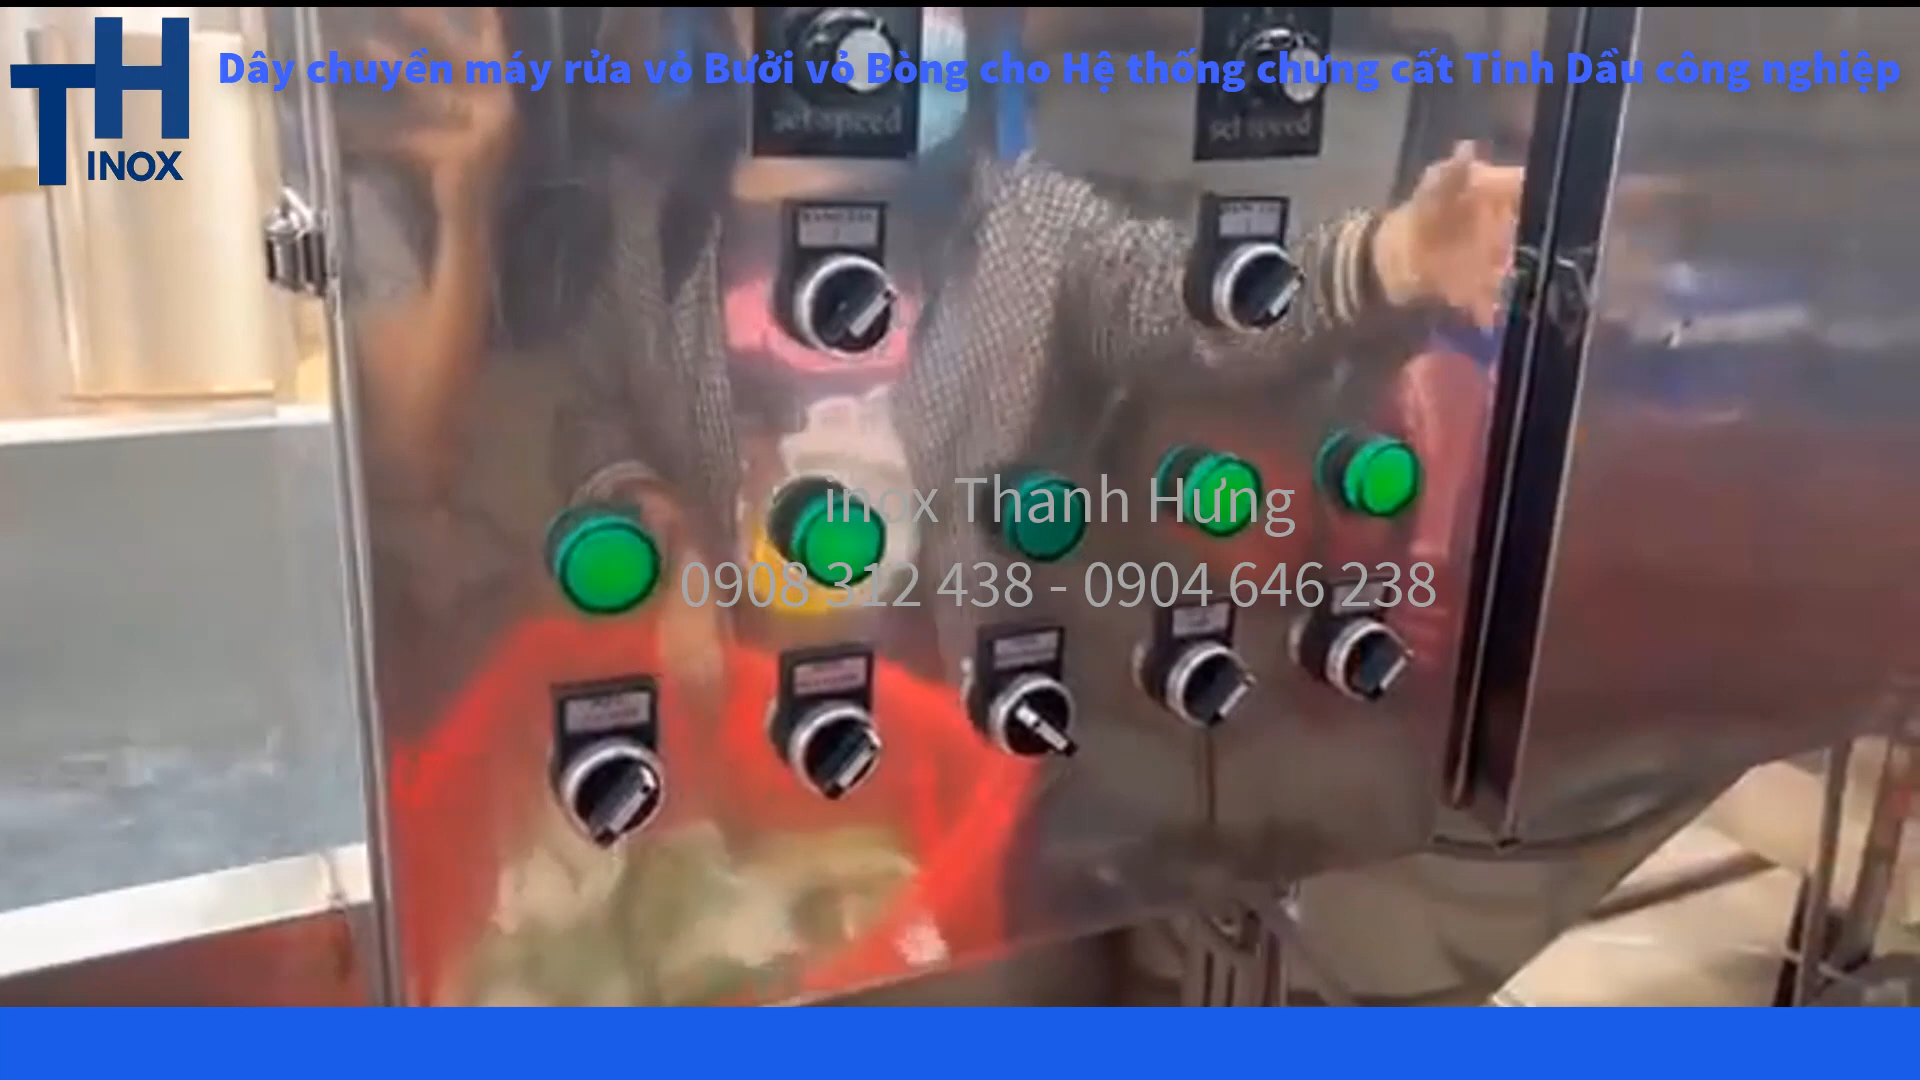 TH
INOX
Dây chuyền máy rửa vỏ Bưởi vỏ Bòng cho Hệ thống chưng cất Tinh Dầu công nghiệp
set speed
set speed
inox Thanh Hưng
0908 312 438 - 0904 646 238